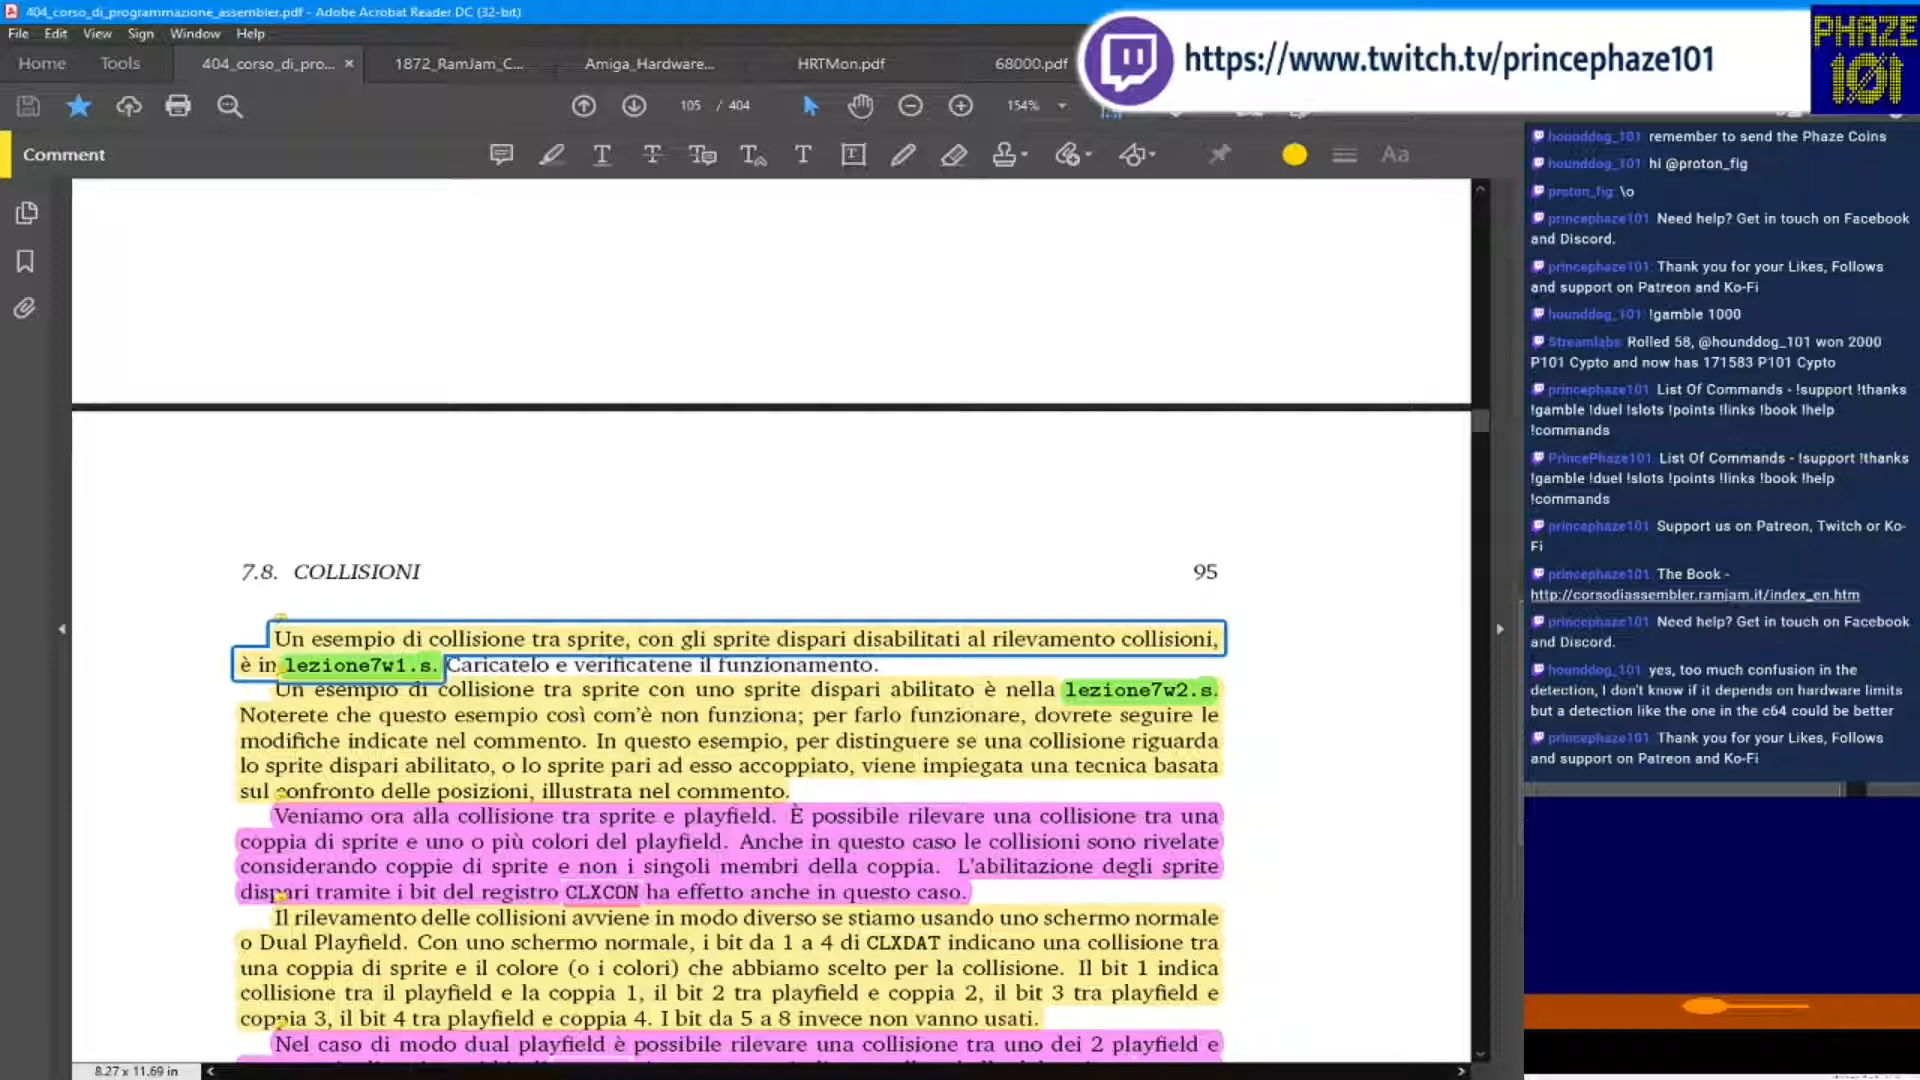 404_corso_di_programmazione_assembler.pdf - Adobe Acrobat Reader DC (32-bit)
File Edit View Sign Window Help
Home Tools 404_corso_di_pro... × 1872_RamJam_C... Amiga_Hardware... HRTMon.pdf 68000.pdf
https://www.twitch.tv/princephaze101
PHAZE
101
105 / 404 154%
Comment
7.8. COLLISIONI 95
Un esempio di collisione tra sprite, con gli sprite dispari disabilitati al rilevamento collisioni,
è in lezione7w1.s. Caricatelo e verificatene il funzionamento.
Un esempio di collisione tra sprite con uno sprite dispari abilitato è nella lezione7w2.s.
Noterete che questo esempio così com'è non funziona; per farlo funzionare, dovrete seguire le
modifiche indicate nel commento. In questo esempio, per distinguere se una collisione riguarda
lo sprite dispari abilitato, o lo sprite pari ad esso accoppiato, viene impiegata una tecnica basata
sul confronto delle posizioni, illustrata nel commento.
Veniamo ora alla collisione tra sprite e playfield. È possibile rilevare una collisione tra una
coppia di sprite e uno o più colori del playfield. Anche in questo caso le collisioni sono rivelate
considerando coppie di sprite e non i singoli membri della coppia. L'abilitazione degli sprite
dispari tramite i bit del registro CLXCON ha effetto anche in questo caso.
Il rilevamento delle collisioni avviene in modo diverso se stiamo usando uno schermo normale
o Dual Playfield. Con uno schermo normale, i bit da 1 a 4 di CLXDAT indicano una collisione tra
una coppia di sprite e il colore (o i colori) che abbiamo scelto per la collisione. Il bit 1 indica
collisione tra il playfield e la coppia 1, il bit 2 tra playfield e coppia 2, il bit 3 tra playfield e
coppia 3, il bit 4 tra playfield e coppia 4. I bit da 5 a 8 invece non vanno usati.
Nel caso di modo dual playfield è possibile rilevare una collisione tra uno dei 2 playfield e
8.27 x 11.69 in
hounddog_101 remember to send the Phaze Coins
hounddog_101 hi @proton_fig
proton_fig \o
princephaze101 Need help? Get in touch on Facebook
and Discord.
princephaze101 Thank you for your Likes, Follows
and support on Patreon and Ko-Fi
hounddog_101 !gamble 1000
Streamlabs Rolled 58, @hounddog_101 won 2000
P101 Cypto and now has 171583 P101 Cypto
princephaze101 List Of Commands - !support !thanks
!gamble !duel !slots !points !links !book !help
!commands
PrincePhaze101 List Of Commands - !support !thanks
!gamble !duel !slots !points !links !book !help
!commands
princephaze101 Support us on Patreon, Twitch or Ko-
Fi
princephaze101 The Book -
http://corsodiassembler.ramjam.it/index_en.htm
princephaze101 Need help? Get in touch on Facebook
and Discord.
hounddog_101 yes, too much confusion in the
detection, I don't know if it depends on hardware limits
but a detection like the one in the c64 could be better
princephaze101 Thank you for your Likes, Follows
and support on Patreon and Ko-Fi